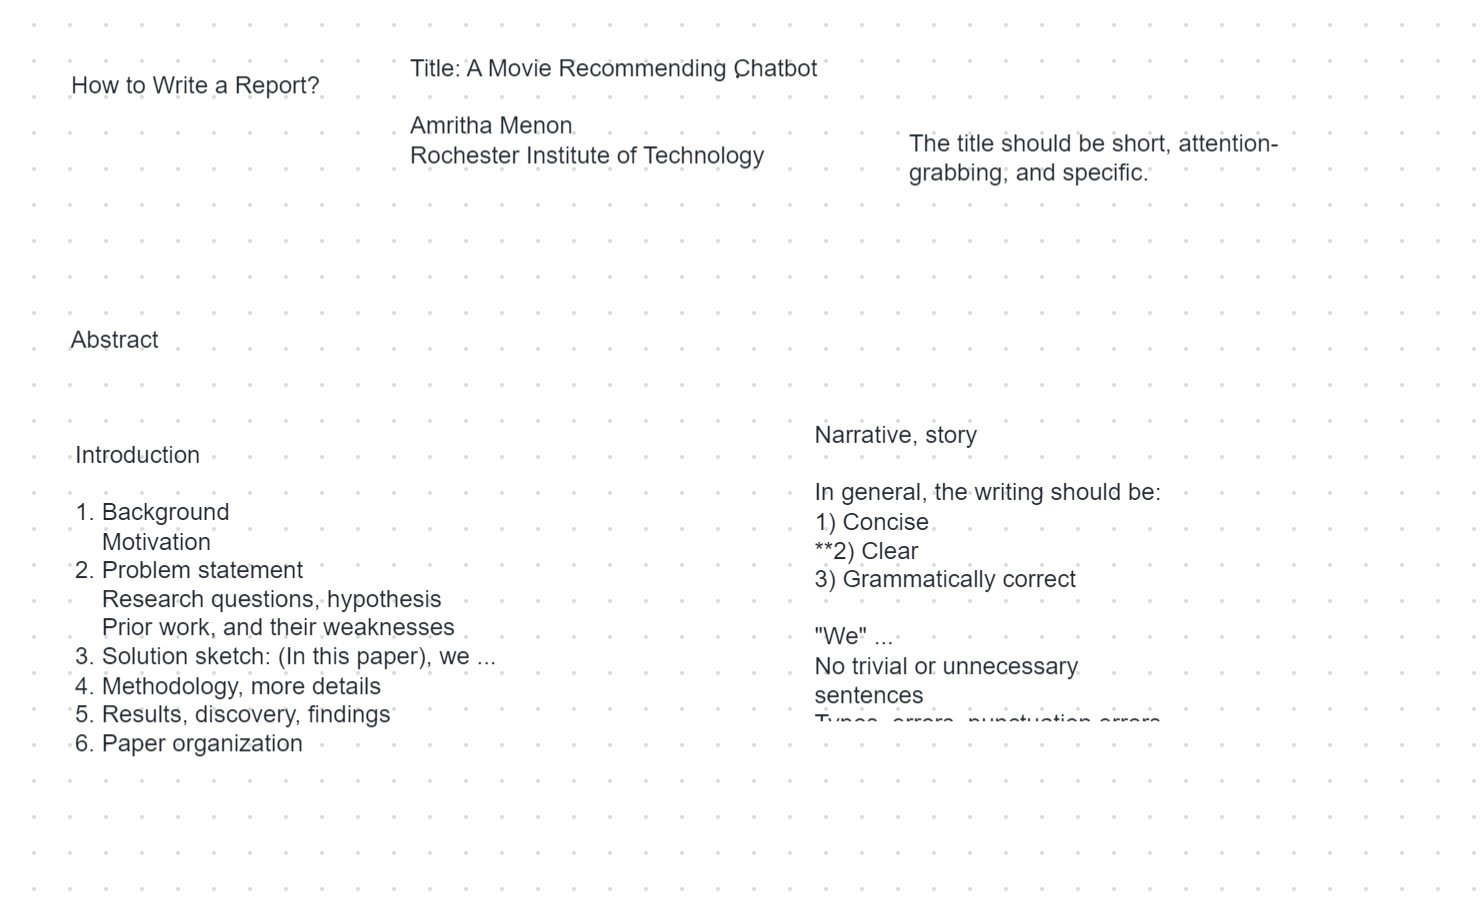 How to Write a Report?
Title: A Movie Recommending Chatbot
Amritha Menon
Rochester Institute of Technology
The title should be short, attention-
grabbing, and specific.
Abstract
Introduction
1. Background
Motivation
2. Problem statement
Research questions, hypothesis
Prior work, and their weaknesses
3. Solution sketch: (In this paper), we ...
4. Methodology, more details
5. Results, discovery, findings
6. Paper organization
Narrative, story
In general, the writing should be:
1) Concise
**2) Clear
3) Grammatically correct
"We" ...
No trivial or unnecessary
sentences
errors, punctuation errors